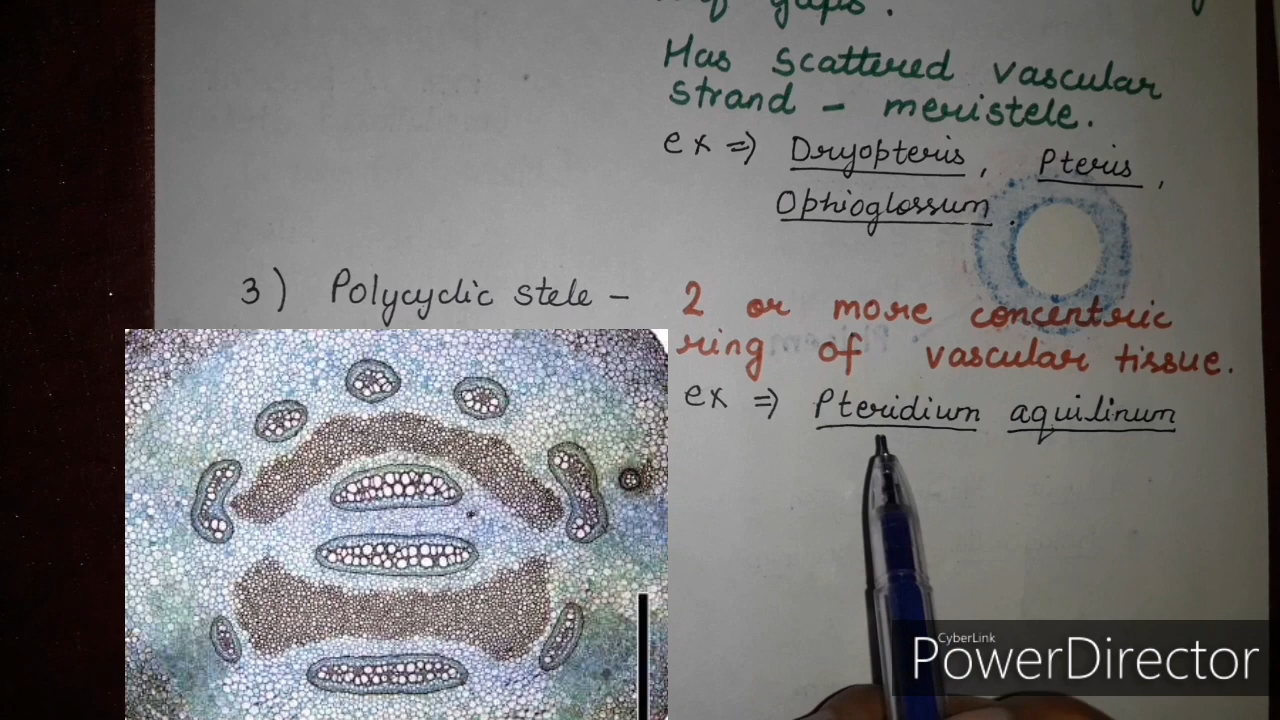 gaps.
Has scattered vascular
strand - meristele.
ex => Dryopteris, Pteris,
Ophioglossum.
3) Polycyclic stele - 2 or more concentric
ring of vascular tissue.
ex => Pteridium aquilinum
CyberLink
PowerDirector